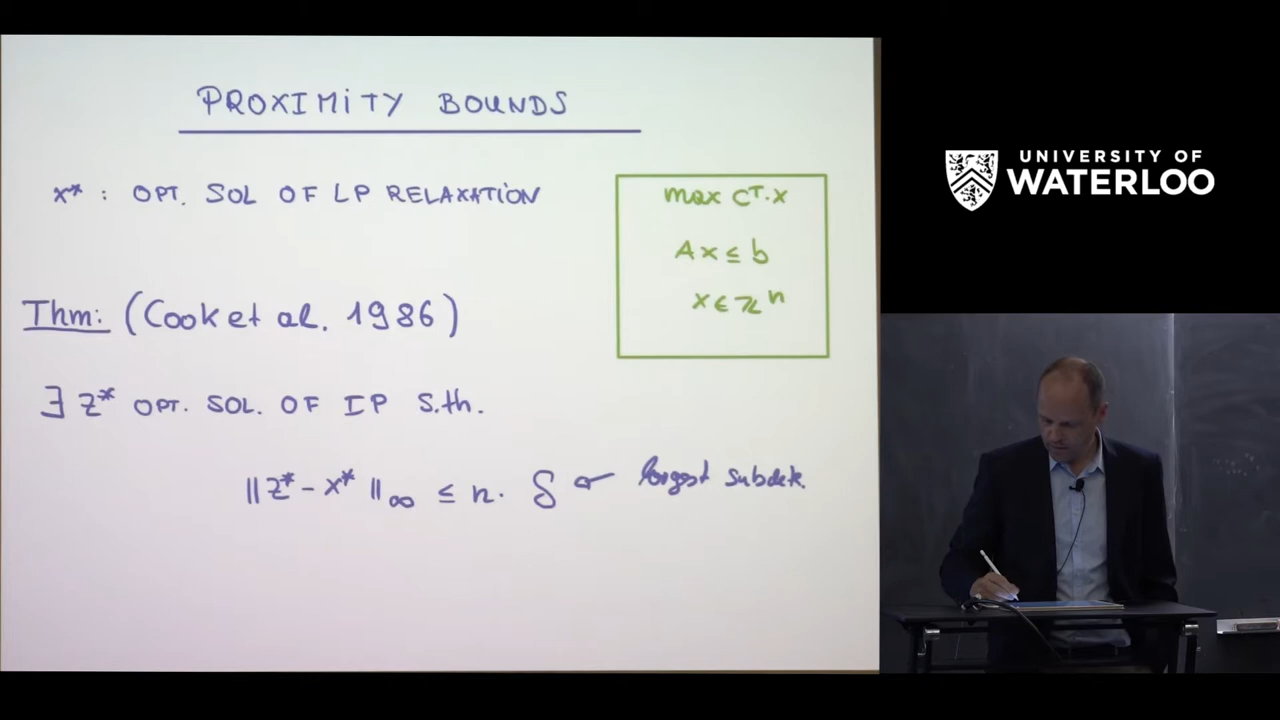 PROXIMITY BOUNDS
x* : OPT. SOL OF LP RELAXATION
max cᵀ·x
Ax ≤ b
x ∈ ℤⁿ
Thm: (Cook et al. 1986)
∃ z* OPT. SOL. OF IP s.th.
‖z* - x*‖∞ ≤ n. δ ← largest subdet.
UNIVERSITY OF
WATERLOO